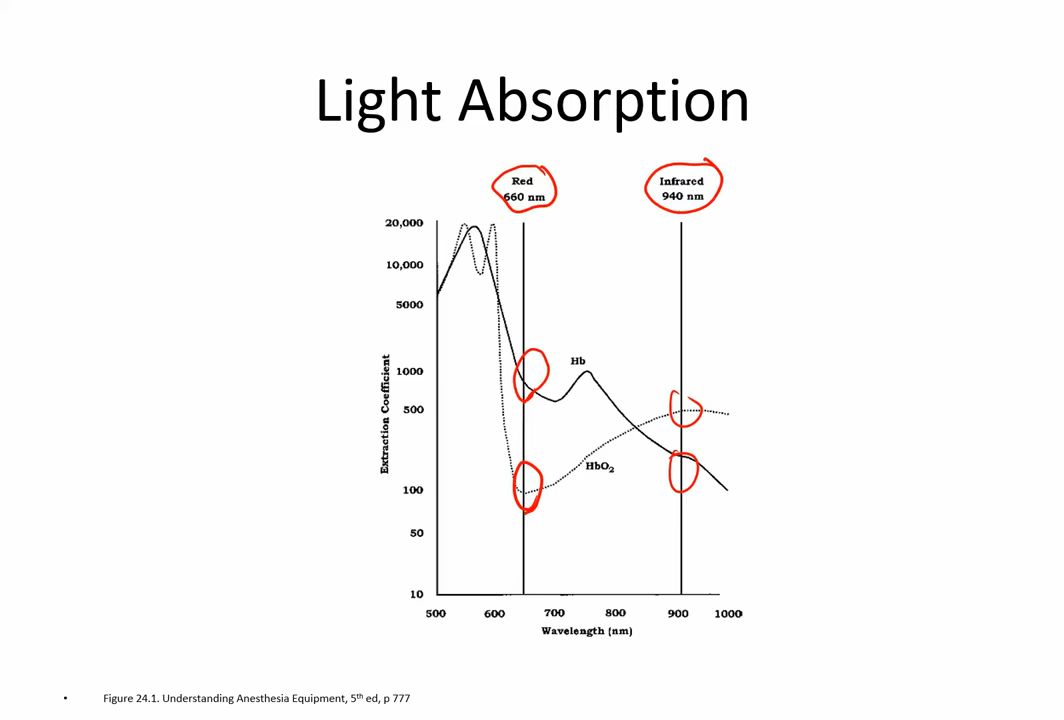 Light Absorption
Red
660 nm
Infrared
940 nm
20,000
10,000
5000
1000
500
100
50
10
Extraction Coefficient
Hb
HbO₂
500 600 700 800 900 1000
Wavelength (nm)
• Figure 24.1. Understanding Anesthesia Equipment, 5th ed, p 777